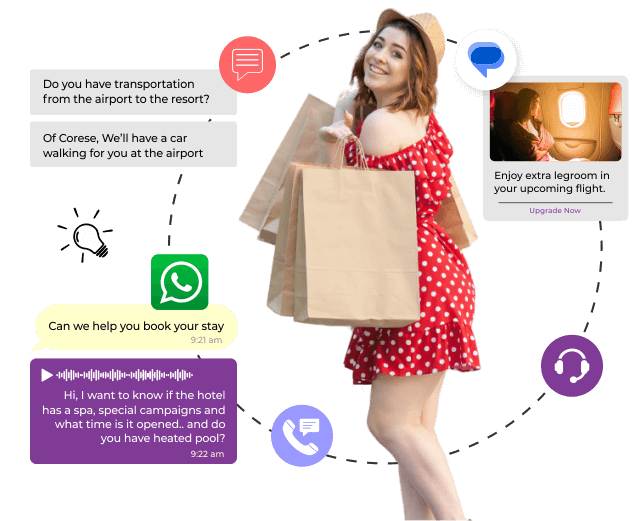 Do you have transportation
from the airport to the resort?
Of Corese, We'll have a car
walking for you at the airport
Enjoy extra legroom in
your upcoming flight.
Upgrade Now
Can we help you book your stay
9:21 am
Hi, I want to know if the hotel
has a spa, special campaigns and
what time is it opened.. and do
you have heated pool?
9:22 am